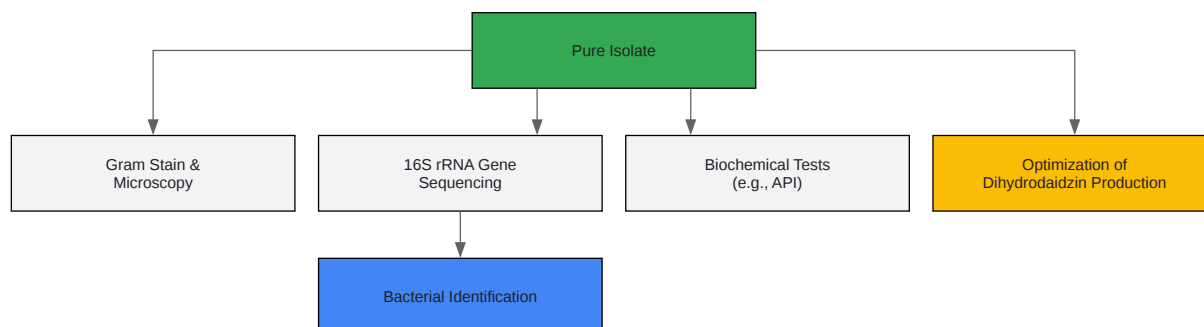 Pure Isolate
Gram Stain &
Microscopy
16S rRNA Gene
Sequencing
Biochemical Tests
(e.g., API)
Optimization of
Dihydrodaidzin Production
Bacterial Identification